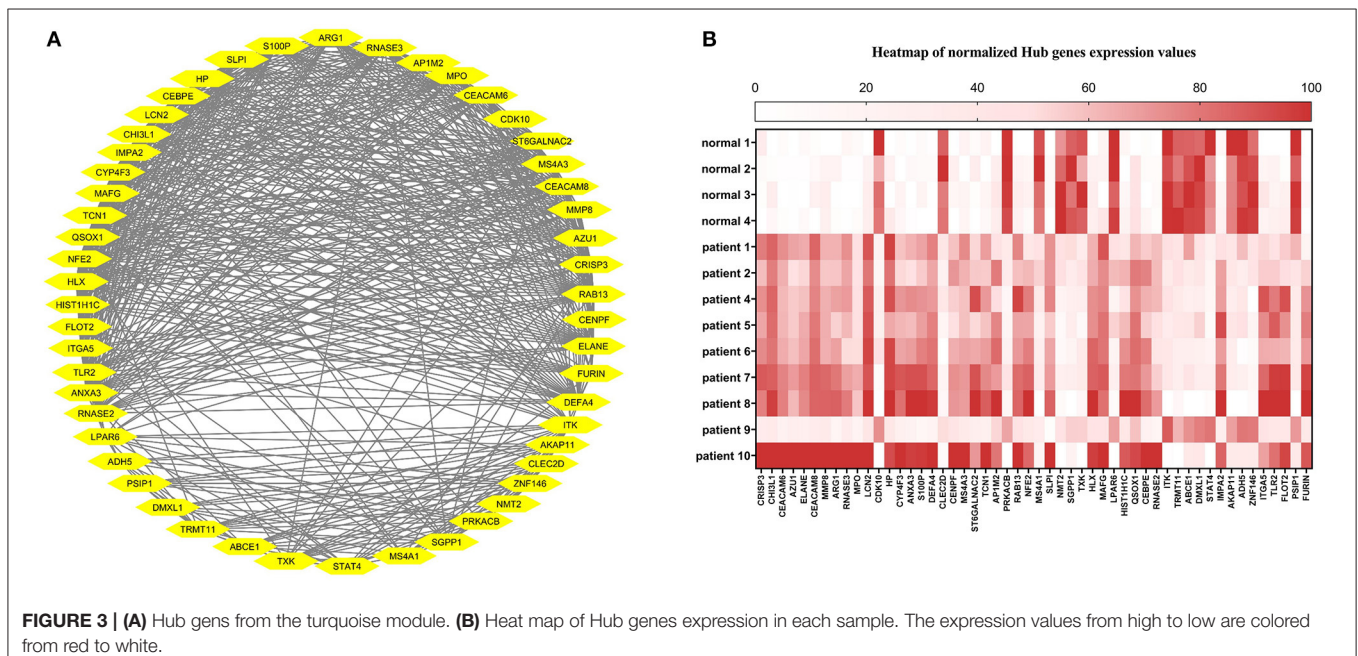 A
ARG1
S100P
RNASE3
SLPI
AP1M2
HP
MPO
CEBPE
CEACAM6
LCN2
CDK10
CHI3L1
ST6GALNAC2
IMPA2
MS4A3
CYP4F3
CEACAM8
MAFG
MMP8
TCN1
AZU1
QSOX1
CRISP3
NFE2
RAB13
HLX
CENPF
HIST1H1C
ELANE
FLOT2
FURIN
ITGA5
DEFA4
TLR2
ITK
ANXA3
AKAP11
RNASE2
CLEC2D
LPAR6
ZNF146
ADH5
NMT2
PSIP1
PRKACB
DMXL1
SGPP1
TRMT11
MS4A1
ABCE1
STAT4
TXK
B
Heatmap of normalized Hub genes expression values
0 20 40 60 80 100
normal 1
normal 2
normal 3
normal 4
patient 1
patient 2
patient 4
patient 5
patient 6
patient 7
patient 8
patient 9
patient 10
CRISP3
CHI3L1
CEACAM6
AZU1
ELANE
CEACAM8
MMP8
ARG1
RNASE3
MPO
LCN2
CDK10
HP
CYP4F3
ANXA3
S100P
DEFA4
CLEC2D
CENPF
MS4A3
ST6GALNAC2
TCN1
AP1M2
PRKACB
RAB13
NFE2
MS4A1
SLPI
NMT2
SGPP1
TXK
HLX
MAFG
LPAR6
HIST1H1C
QSOX1
CEBPE
RNASE2
ITK
TRMT11
ABCE1
DMXL1
STAT4
IMPA2
AKAP11
ADH5
ZNF146
ITGA5
TLR2
FLOT2
PSIP1
FURIN
FIGURE 3 | (A) Hub gens from the turquoise module. (B) Heat map of Hub genes expression in each sample. The expression values from high to low are colored
from red to white.